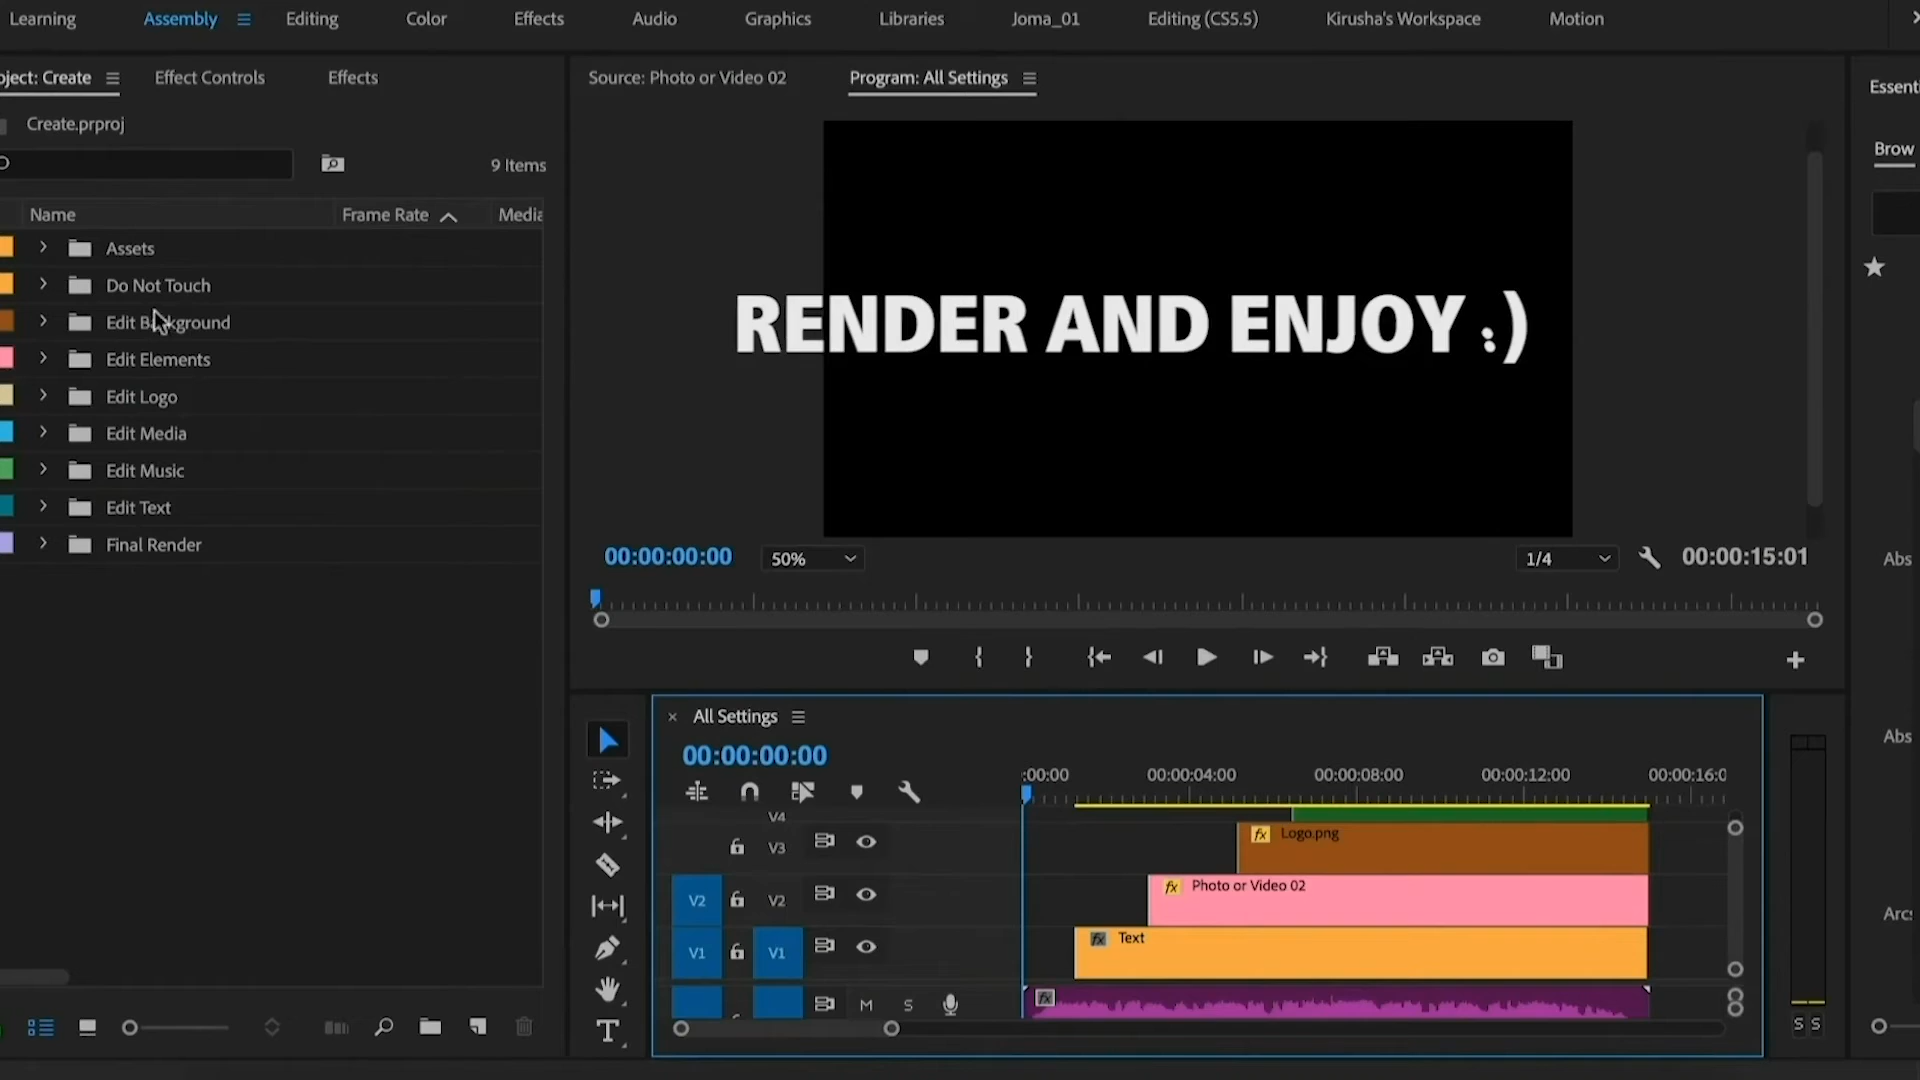 Learning Assembly Editing Color Effects Audio Graphics Libraries Joma_01 Editing (CS5.5) Kirusha's Workspace Motion
oject: Create Effect Controls Effects
Source: Photo or Video 02 Program: All Settings
Essenti
Create.prproj
Brow
9 Items
Name Frame Rate Media
Assets
Do Not Touch
Edit Background
Edit Elements
Edit Logo
Edit Media
Edit Music
Edit Text
Final Render
RENDER AND ENJOY :)
00:00:00:00 50% 1/4 00:00:15:01
Abs
All Settings
Abs
00:00:00:00
:00:00 00:00:04:00 00:00:08:00 00:00:12:00 00:00:16:0
V4
V3 fx Logo.png
V2 V2 fx Photo or Video 02
Arc
V1 V1 fx Text
M S fx
S S
T